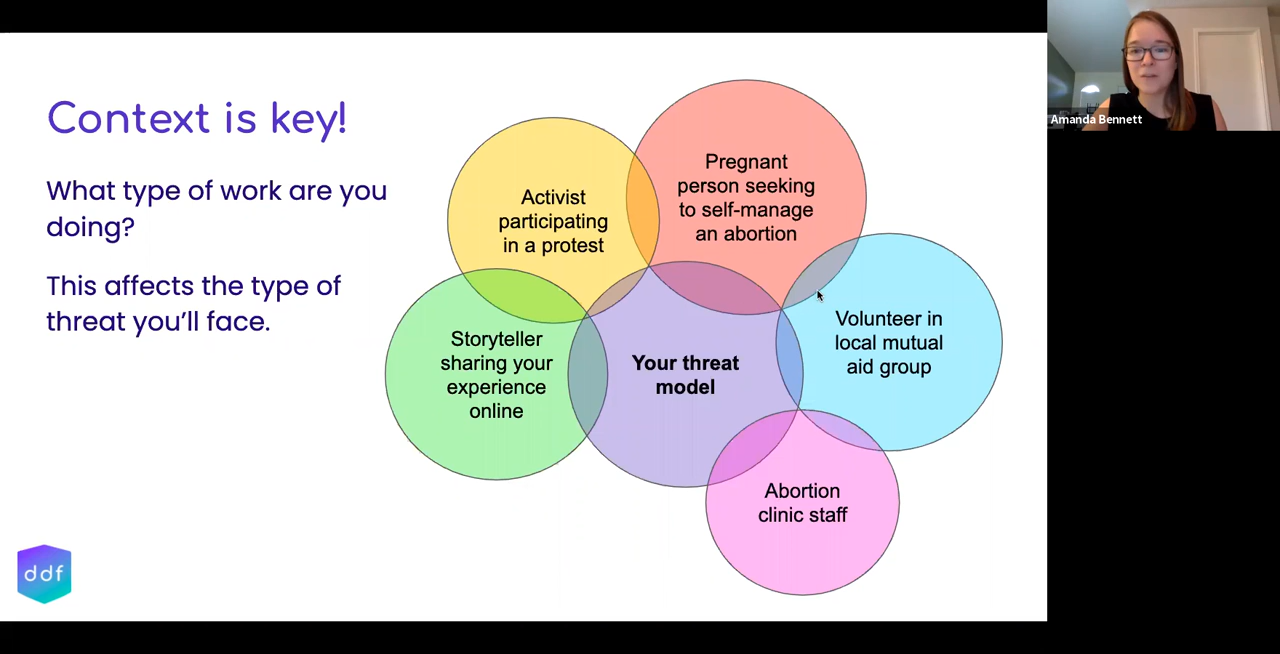 Context is key!
What type of work are you
doing?
This affects the type of
threat you'll face.
Activist
participating
in a protest
Pregnant
person seeking
to self-manage
an abortion
Storyteller
sharing your
experience
online
Your threat
model
Volunteer in
local mutual
aid group
Abortion
clinic staff
ddf
Amanda Bennett